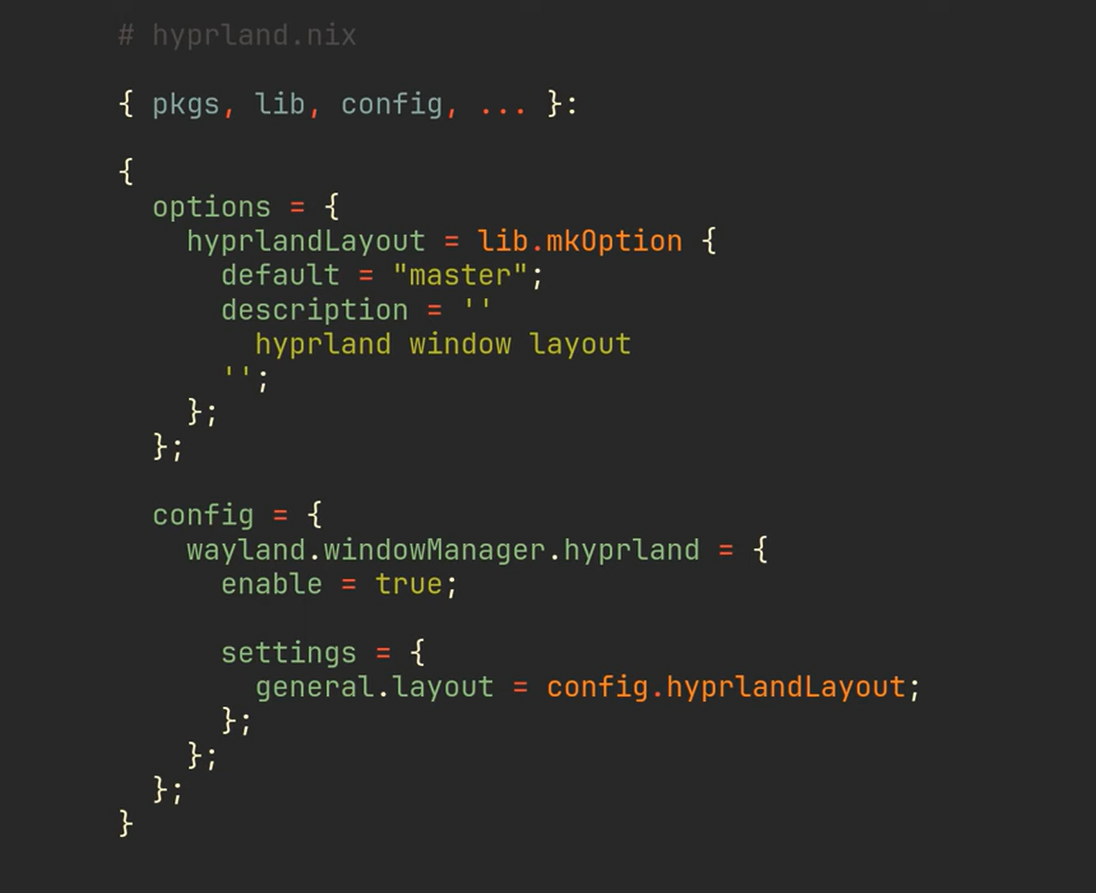 # hyprland.nix
{ pkgs, lib, config, ... }:
{
  options = {
    hyprlandLayout = lib.mkOption {
      default = "master";
      description = ''
        hyprland window layout
      '';
    };
  };
  config = {
    wayland.windowManager.hyprland = {
      enable = true;
      settings = {
        general.layout = config.hyprlandLayout;
      };
    };
  };
}